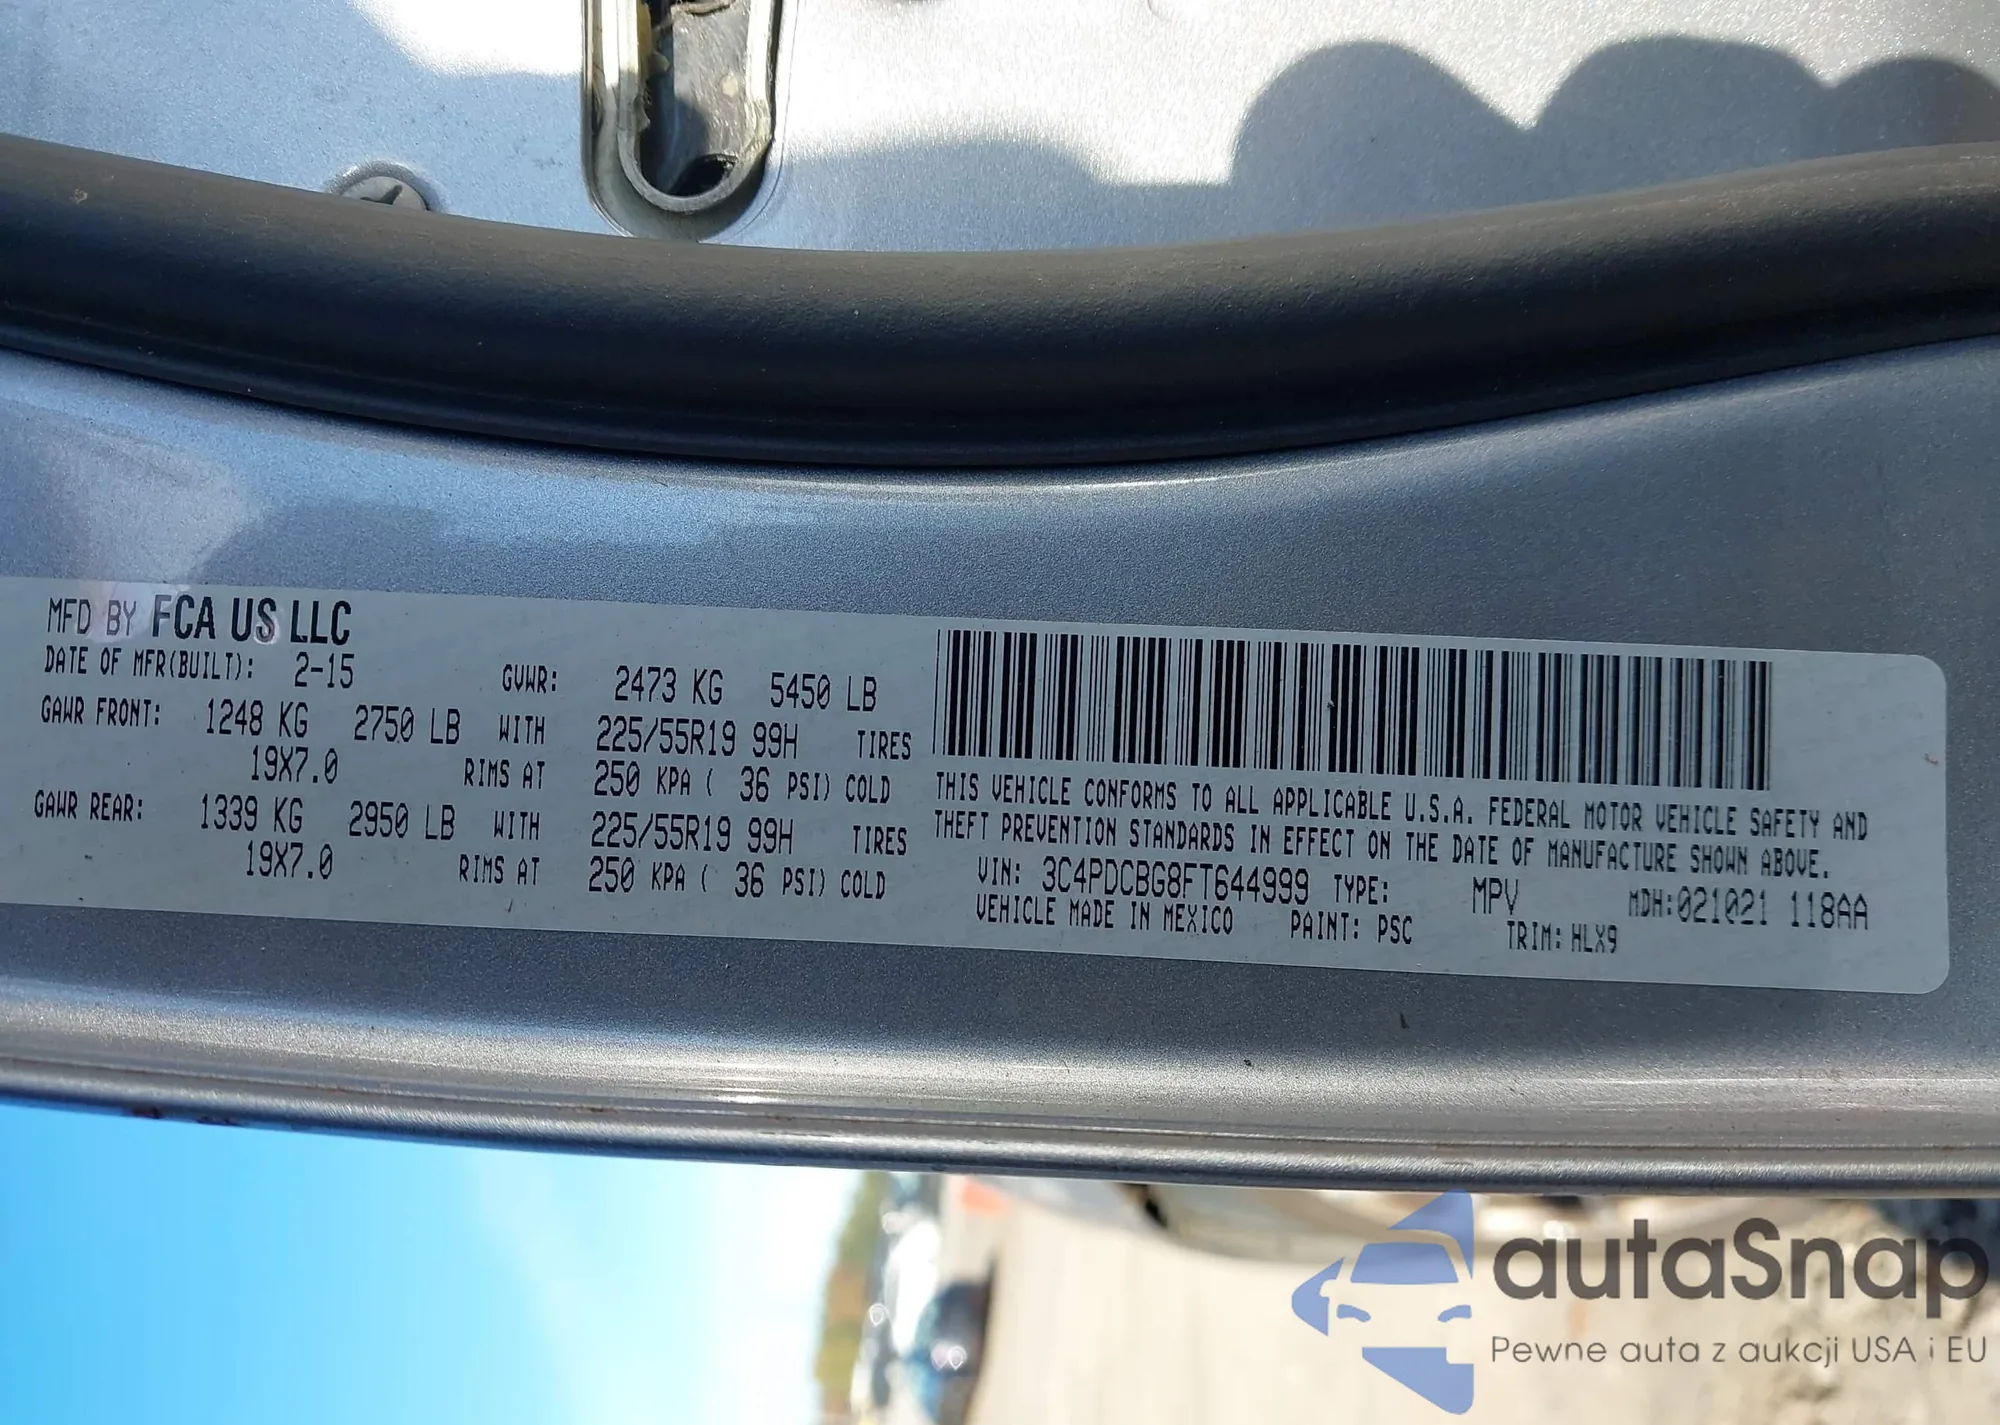 MFD BY FCA US LLC
DATE OF MFR(BUILT): 2-15 GVWR: 2473 KG 5450 LB
GAWR FRONT: 1248 KG 2750 LB WITH 225/55R19 99H TIRES
19X7.0 RIMS AT 250 KPA ( 36 PSI) COLD
GAWR REAR: 1339 KG 2950 LB WITH 225/55R19 99H TIRES
19X7.0 RIMS AT 250 KPA ( 36 PSI) COLD
THIS VEHICLE CONFORMS TO ALL APPLICABLE U.S.A. FEDERAL MOTOR VEHICLE SAFETY AND
THEFT PREVENTION STANDARDS IN EFFECT ON THE DATE OF MANUFACTURE SHOWN ABOVE.
VIN: 3C4PDCBG8FT644999 TYPE: MPV MDH:021021 118AA
VEHICLE MADE IN MEXICO PAINT: PSC TRIM: HLX9
autaSnap
Pewne auta z aukcji USA i EU